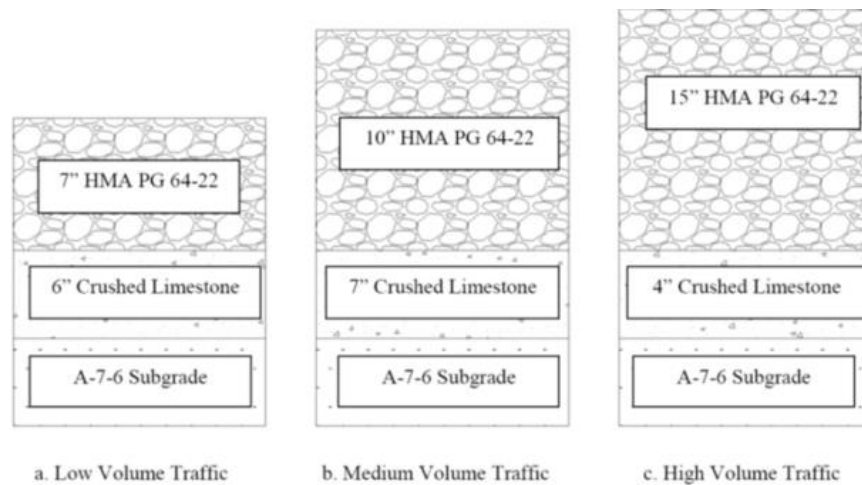 7” HMA PG 64-22
6” Crushed Limestone
A-7-6 Subgrade
a. Low Volume Traffic
10” HMA PG 64-22
7” Crushed Limestone
A-7-6 Subgrade
b. Medium Volume Traffic
15” HMA PG 64-22
4” Crushed Limestone
A-7-6 Subgrade
c. High Volume Traffic